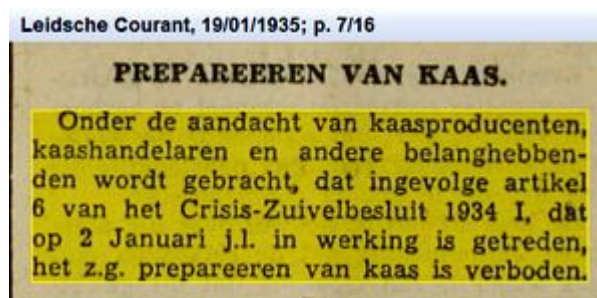 Leidsche Courant, 19/01/1935; p. 7/16
PREPAREEREN VAN KAAS.
Onder de aandacht van kaasproducenten,
kaashandelaren en andere belanghebben-
den wordt gebracht, dat ingevolge artikel
6 van het Crisis-Zuivelbesluit 1934 I, dat
op 2 Januari j.l. in werking is getreden,
het z.g. prepareeren van kaas is verboden.